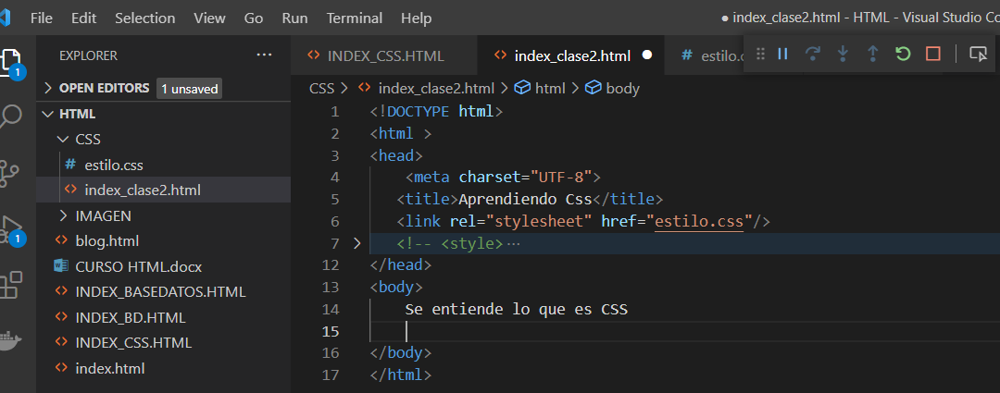 File Edit Selection View Go Run Terminal Help ● index_clase2.html - HTML - Visual Studio Co
EXPLORER ···
OPEN EDITORS 1 unsaved
HTML
CSS
# estilo.css
<> index_clase2.html
IMAGEN
<> blog.html
CURSO HTML.docx
<> INDEX_BASEDATOS.HTML
<> INDEX_BD.HTML
<> INDEX_CSS.HTML
<> index.html
1
1
<> INDEX_CSS.HTML <> index_clase2.html ● # estilo.c
CSS > <> index_clase2.html > html > body
1 <!DOCTYPE html>
2 <html >
3 <head>
4 <meta charset="UTF-8">
5 <title>Aprendiendo Css</title>
6 <link rel="stylesheet" href="estilo.css"/>
7 <!-- <style> ···
12 </head>
13 <body>
14 Se entiende lo que es CSS
15
16 </body>
17 </html>